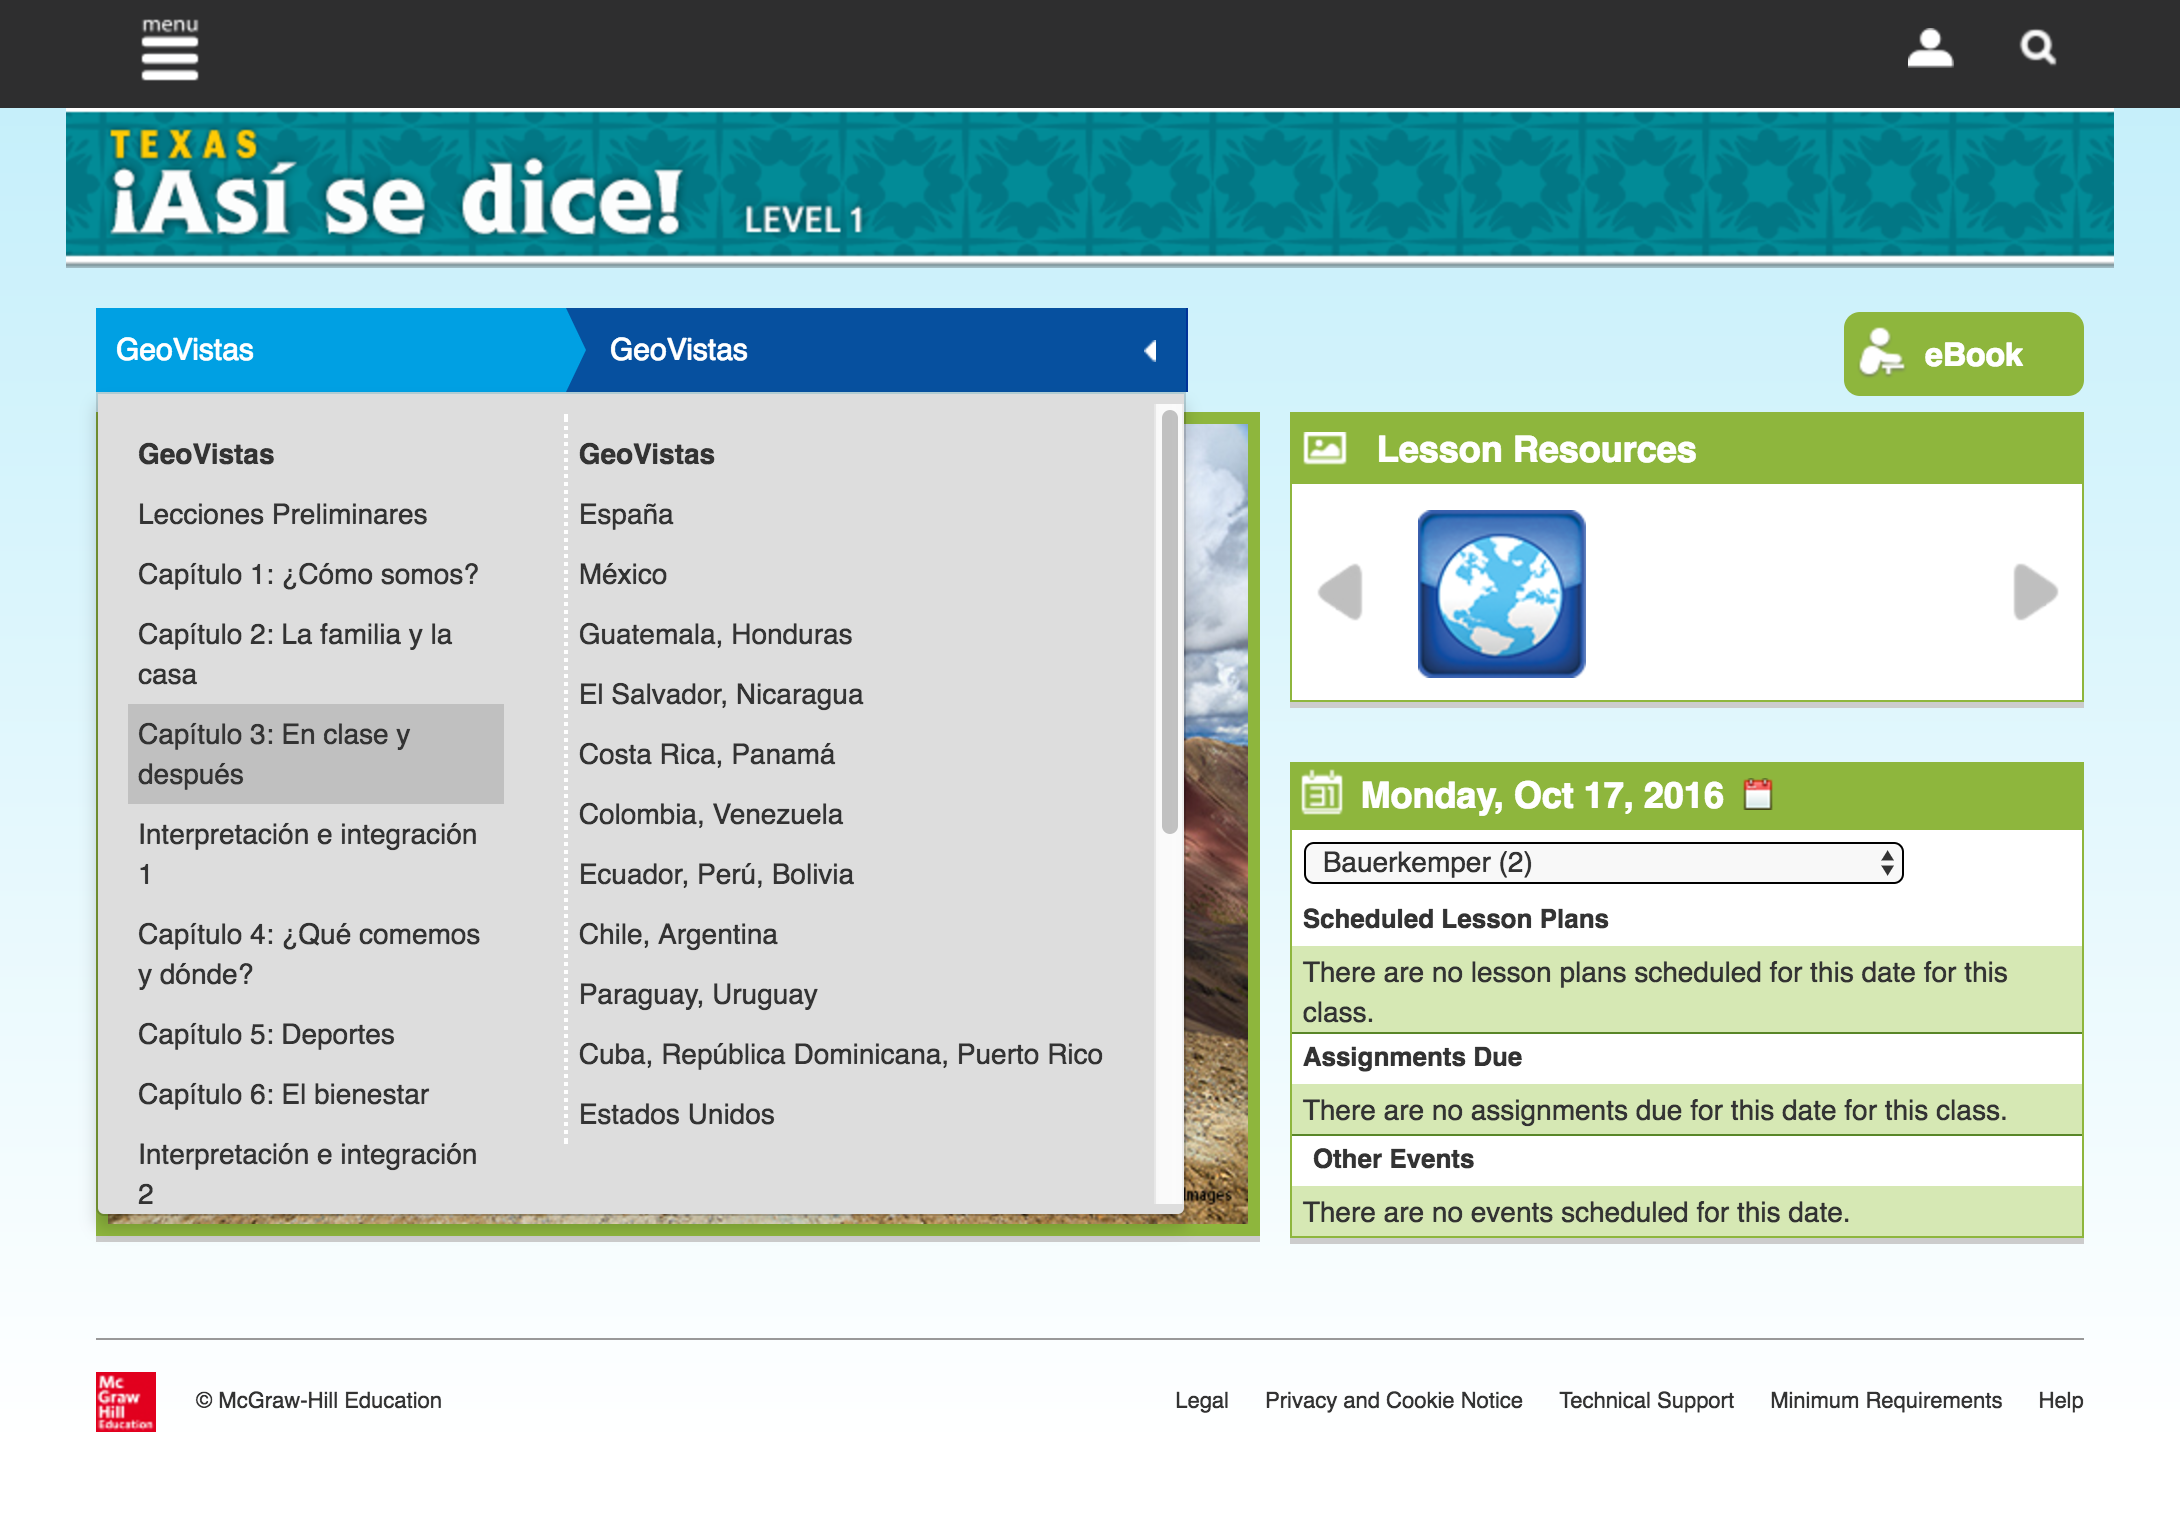 menu
TEXAS
¡Así se dice! LEVEL 1
GeoVistas
GeoVistas
eBook
GeoVistas
Lecciones Preliminares
Capítulo 1: ¿Cómo somos?
Capítulo 2: La familia y la
casa
Capítulo 3: En clase y
después
Interpretación e integración
1
Capítulo 4: ¿Qué comemos
y dónde?
Capítulo 5: Deportes
Capítulo 6: El bienestar
Interpretación e integración
2
GeoVistas
España
México
Guatemala, Honduras
El Salvador, Nicaragua
Costa Rica, Panamá
Colombia, Venezuela
Ecuador, Perú, Bolivia
Chile, Argentina
Paraguay, Uruguay
Cuba, República Dominicana, Puerto Rico
Estados Unidos
Images
Lesson Resources
31
Monday, Oct 17, 2016
Bauerkemper (2)
Scheduled Lesson Plans
There are no lesson plans scheduled for this date for this
class.
Assignments Due
There are no assignments due for this date for this class.
Other Events
There are no events scheduled for this date.
Mc
Graw
Hill
Education
© McGraw-Hill Education
Legal
Privacy and Cookie Notice
Technical Support
Minimum Requirements
Help